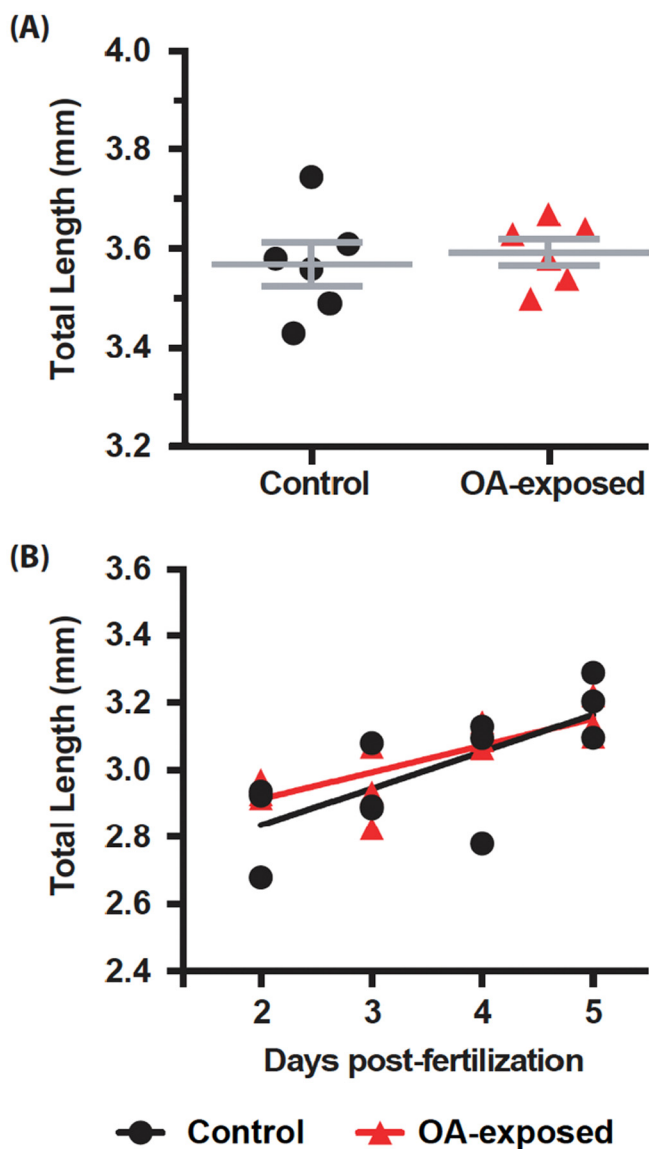 (A)
Total Length (mm)
4.0
3.8
3.6
3.4
3.2
Control OA-exposed
(B)
Total Length (mm)
3.6
3.4
3.2
3.0
2.8
2.6
2.4
2 3 4 5
Days post-fertilization
Control OA-exposed